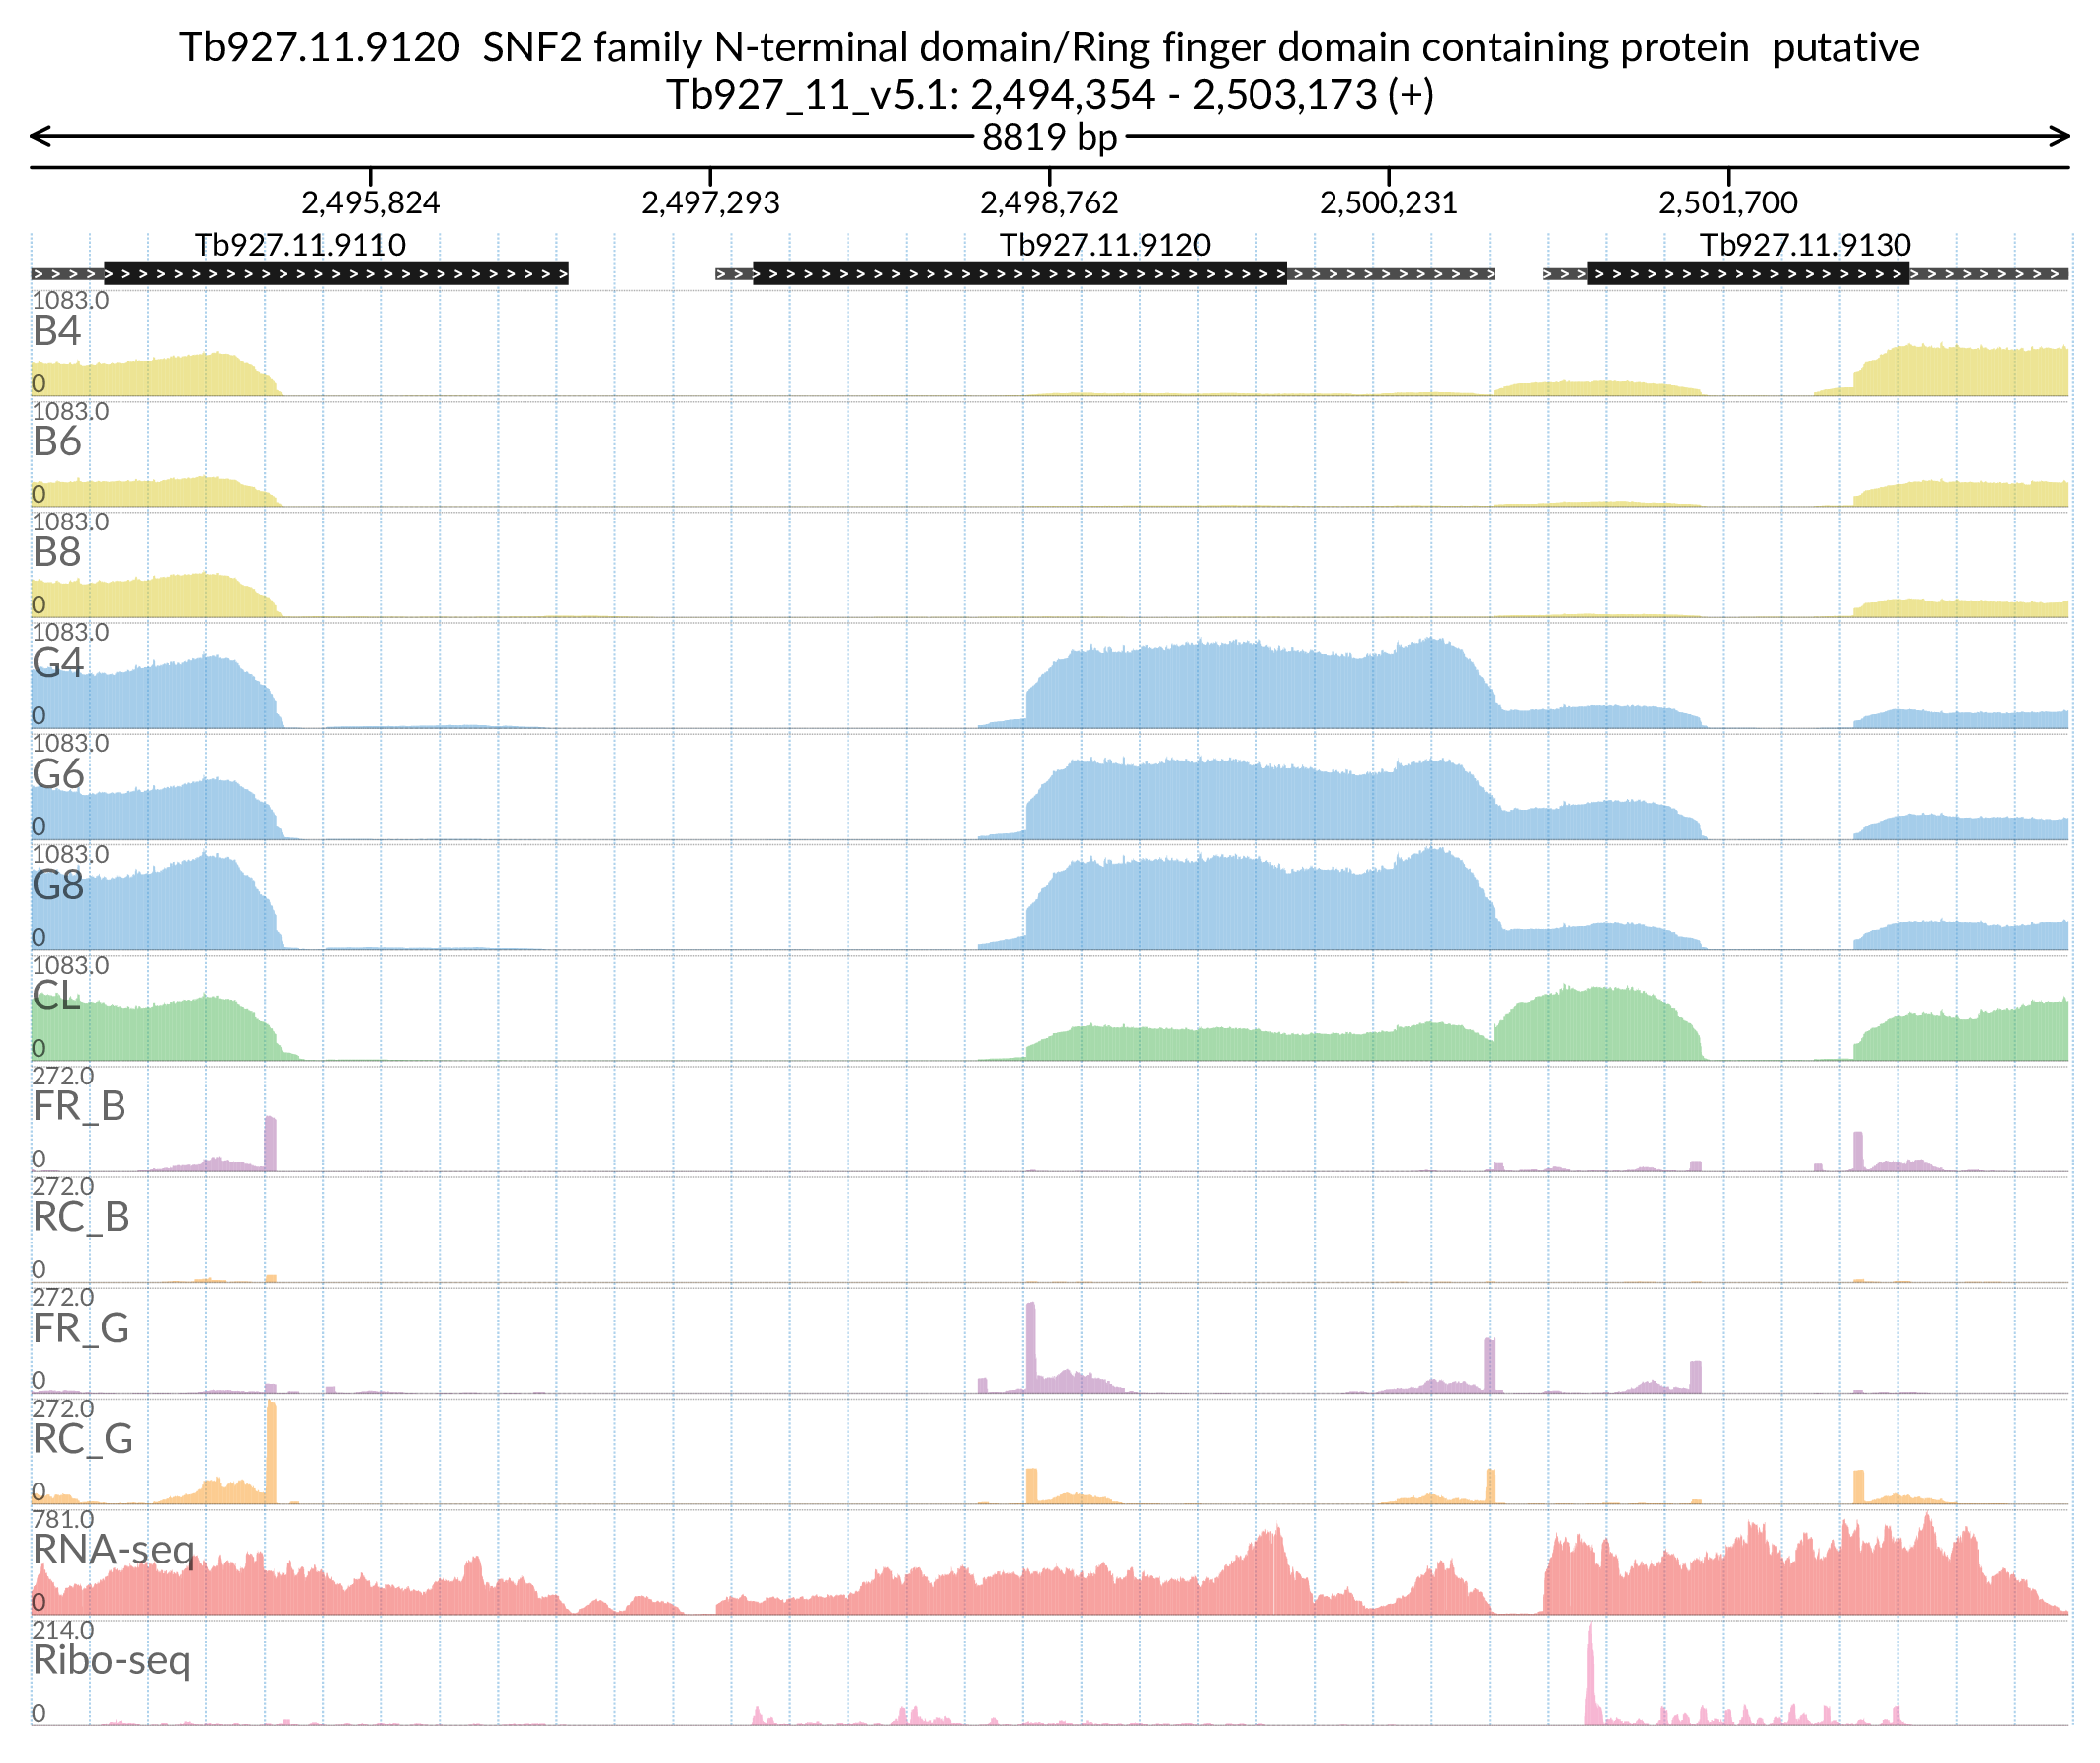 Tb927.11.9120 SNF2 family N-terminal domain/Ring finger domain containing protein putative
Tb927_11_v5.1: 2,494,354 - 2,503,173 (+)
8819 bp
2,495,824 2,497,293 2,498,762 2,500,231 2,501,700
Tb927.11.9110 Tb927.11.9120 Tb927.11.9130
1083.0
B4
0
1083.0
B6
0
1083.0
B8
0
1083.0
G4
0
1083.0
G6
0
1083.0
G8
0
1083.0
CL
0
272.0
FR_B
0
272.0
RC_B
0
272.0
FR_G
0
272.0
RC_G
0
781.0
RNA-seq
0
214.0
Ribo-seq
0